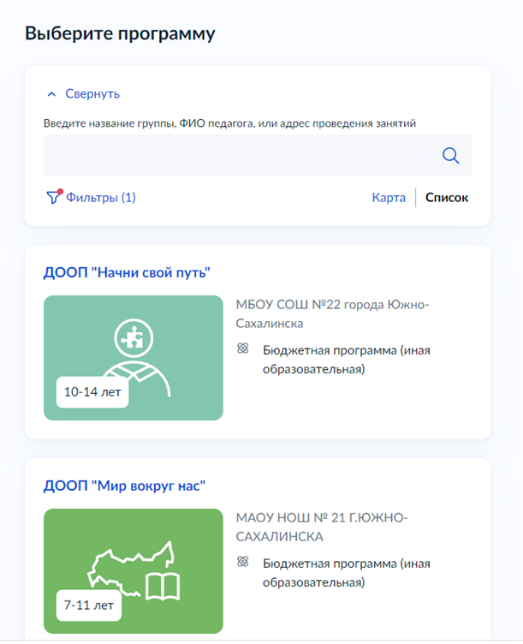 Выберите программу
Свернуть
Введите название группы, ФИО педагога, или адрес проведения занятий
Фильтры (1)
Карта
Список
ДООП "Начни свой путь"
МБОУ СОШ №22 города Южно-
Сахалинска
Бюджетная программа (иная
образовательная)
10-14 лет
ДООП "Мир вокруг нас"
МАОУ НОШ № 21 Г.ЮЖНО-
САХАЛИНСКА
Бюджетная программа (иная
образовательная)
7-11 лет